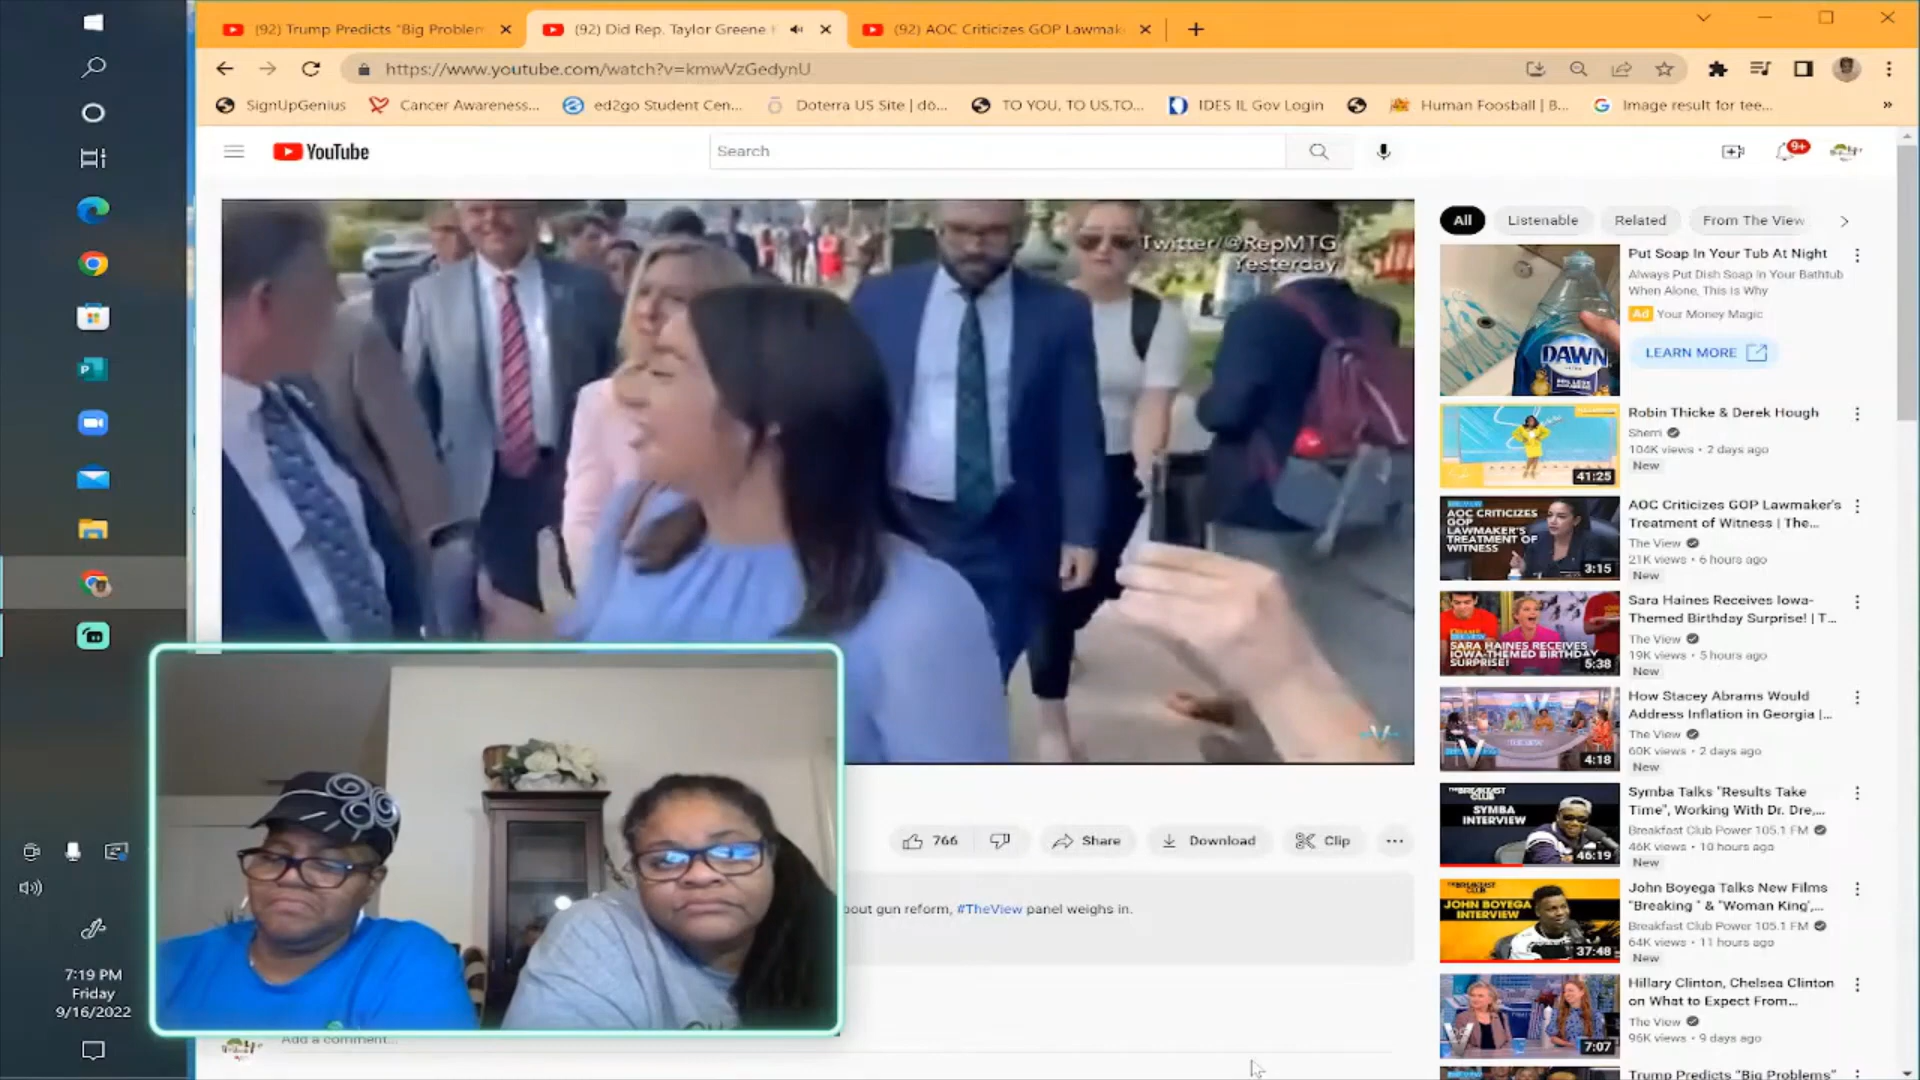 (92) Trump Predicts "Big Problem
(92) Did Rep. Taylor Greene
(92) AOC Criticizes GOP Lawmak
https://www.youtube.com/watch?v=kmwVzGedynU
SignUpGenius
Cancer Awareness...
ed2go Student Cen...
Doterra US Site | dō...
TO YOU, TO US,TO...
IDES IL Gov Login
Human Foosball | B...
Image result for tee...
»
YouTube
Search
9+
Twitter/@RepMTG
Yesterday
All
Listenable
Related
From The View
Put Soap In Your Tub At Night
Always Put Dish Soap In Your Bathtub
When Alone, This Is Why
Ad Your Money Magic
LEARN MORE
DAWN
Robin Thicke & Derek Hough
Sherri
104K views • 2 days ago
New
41:25
AOC CRITICIZES
GOP
LAWMAKER'S
TREATMENT OF
WITNESS
3:15
AOC Criticizes GOP Lawmaker's
Treatment of Witness | The...
The View
21K views • 6 hours ago
New
SARA HAINES RECEIVES
IOWA-THEMED BIRTHDAY
SURPRISE!
5:38
Sara Haines Receives Iowa-
Themed Birthday Surprise! | T...
The View
19K views • 5 hours ago
New
4:18
How Stacey Abrams Would
Address Inflation in Georgia |...
The View
60K views • 2 days ago
New
SYMBA
INTERVIEW
46:19
Symba Talks "Results Take
Time", Working With Dr. Dre,...
Breakfast Club Power 105.1 FM
46K views • 10 hours ago
New
JOHN BOYEGA
INTERVIEW
37:48
John Boyega Talks New Films
"Breaking " & 'Woman King',...
Breakfast Club Power 105.1 FM
64K views • 11 hours ago
New
7:07
Hillary Clinton, Chelsea Clinton
on What to Expect From...
The View
96K views • 9 days ago
Trump Predicts "Big Problems"
766
Share
Download
Clip
bout gun reform, #TheView panel weighs in.
Add a comment...
7:19 PM
Friday
9/16/2022